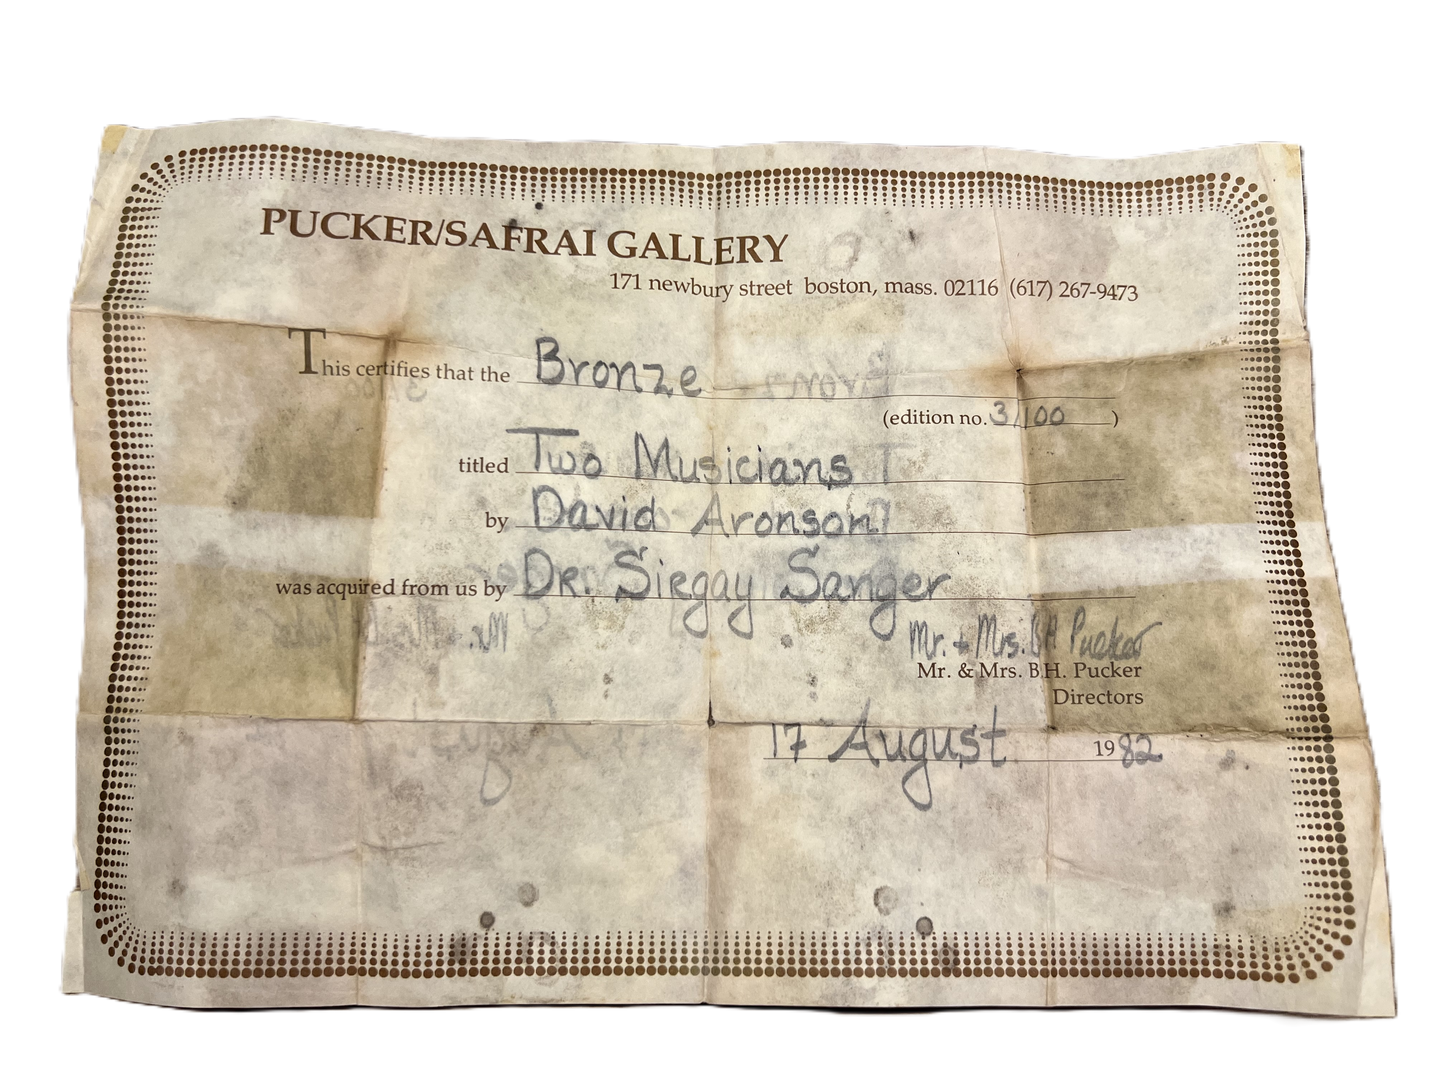 PUCKER/SAFRAI GALLERY
171 newbury street boston, mass. 02116 (617) 267-9473
This certifies that the Bronze
(edition no. 3/100 )
titled Two Musicians
by David Aronson
was acquired from us by Dr. Siegay Sanger
Mr. + Mrs. B H Pucker
Mr. & Mrs. B.H. Pucker
Directors
17 August 1982